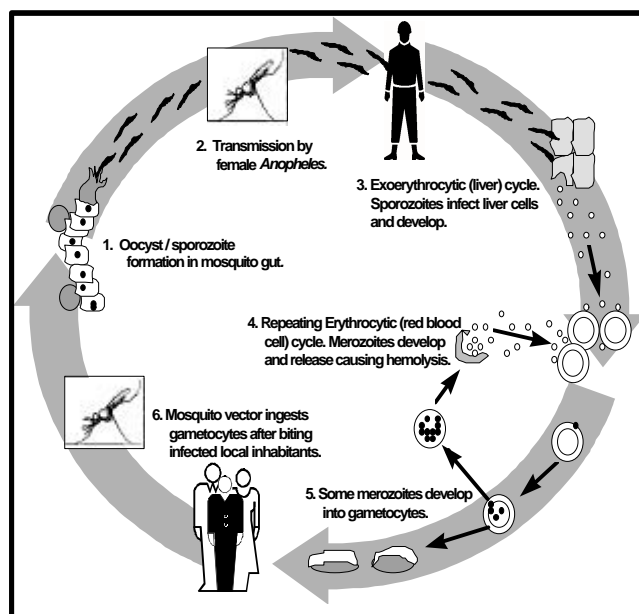 2. Transmission by
female Anopheles.
3. Exoerythrocytic (liver) cycle.
Sporozoites infect liver cells
and develop.
1. Oocyst / sporozoite
formation in mosquito gut.
4. Repeating Erythrocytic (red blood
cell) cycle. Merozoites develop
and release causing hemolysis.
6. Mosquito vector ingests
gametocytes after biting
infected local inhabitants.
5. Some merozoites develop
into gametocytes.